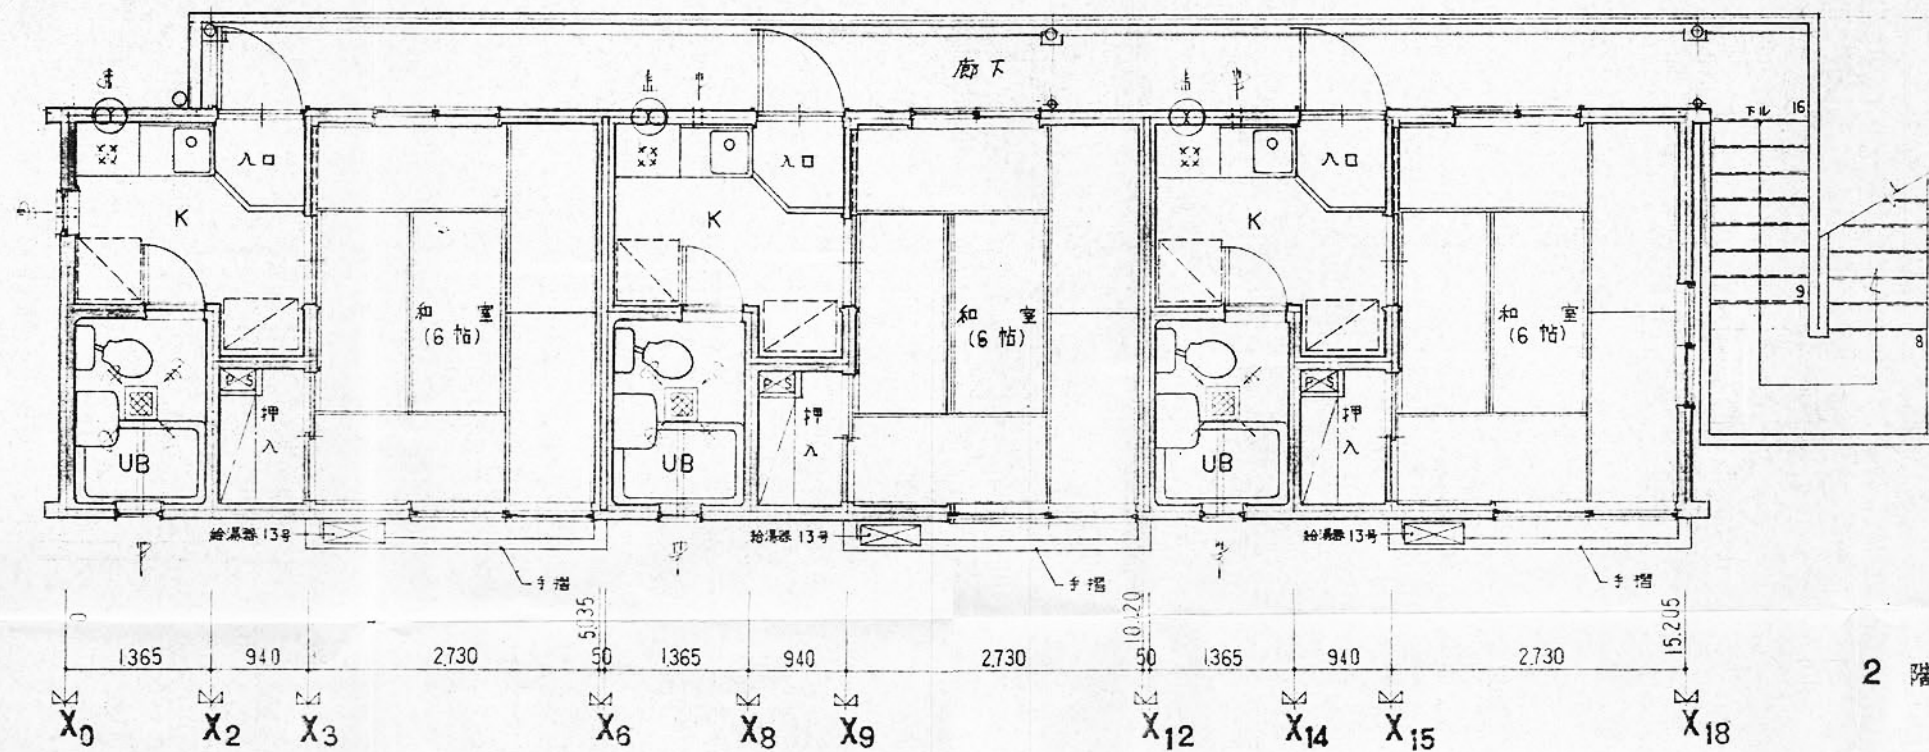 廊下
下ル 16
入口
入口
入口
K
K
K
和室
(6帖)
和室
(6帖)
和室
(6帖)
9
8
PS
PS
PS
押入
押入
押入
UB
UB
UB
給湯器13号
給湯器13号
給湯器13号
手摺
手摺
手摺
0
5,035
10,120
15,205
1,365 940 2,730 50 1,365 940 2,730 50 1,365 940 2,730
2 階
X0 X2 X3 X6 X8 X9 X12 X14 X15 X18